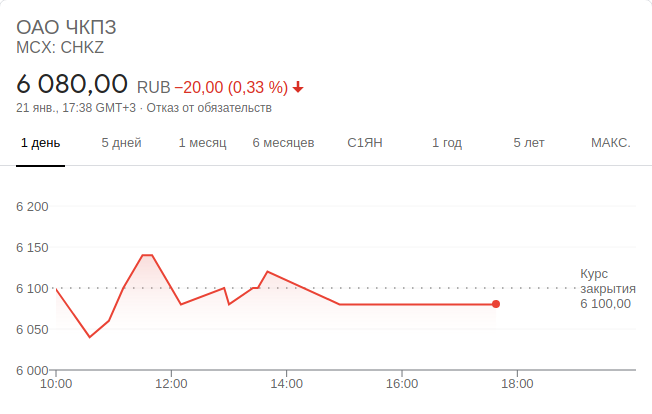 ОАО ЧКПЗ
MCX: CHKZ
6 080,00 RUB −20,00 (0,33 %)
21 янв., 17:38 GMT+3 · Отказ от обязательств
1 день 5 дней 1 месяц 6 месяцев С1ЯН 1 год 5 лет МАКС.
6 200
6 150
6 100
6 050
6 000
Курс
закрытия
6 100,00
10:00 12:00 14:00 16:00 18:00